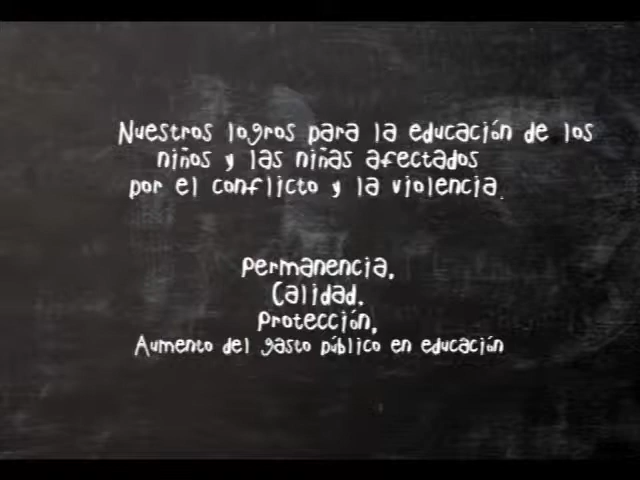 Nuestros logros para la educación de los
niños y las niñas afectados
por el conflicto y la violencia.
Permanencia,
Calidad.
Protección,
Aumento del gasto público en educación